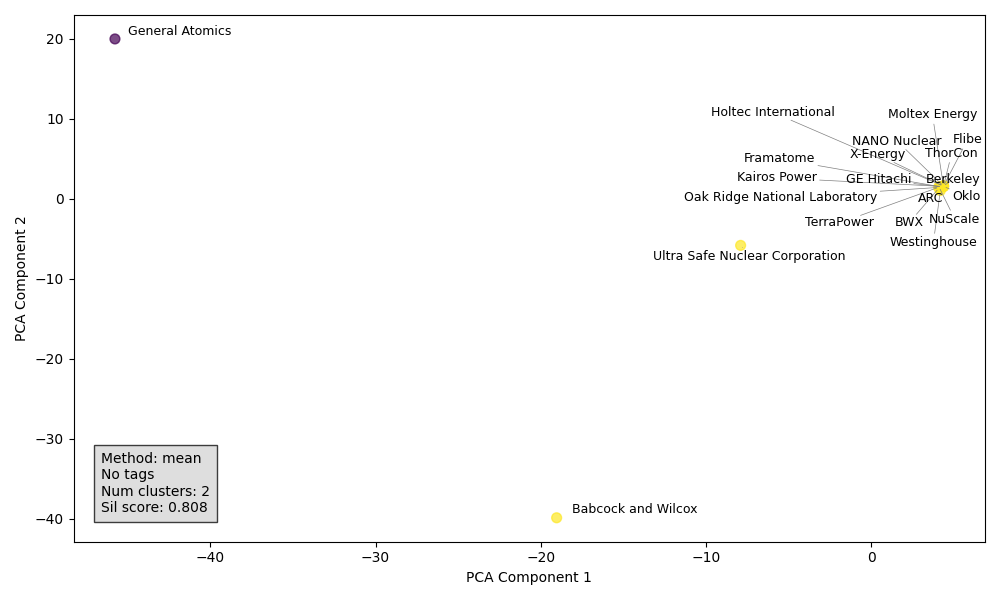 20
10
0
−10
−20
−30
−40
PCA Component 2
General Atomics
Holtec International
Moltex Energy
NANO Nuclear
Flibe
X-Energy
ThorCon
Framatome
Kairos Power
GE Hitachi
Berkeley
Oak Ridge National Laboratory
ARC
Oklo
TerraPower
BWX
NuScale
Westinghouse
Ultra Safe Nuclear Corporation
Babcock and Wilcox
Method: mean
No tags
Num clusters: 2
Sil score: 0.808
−40
−30
−20
−10
0
PCA Component 1